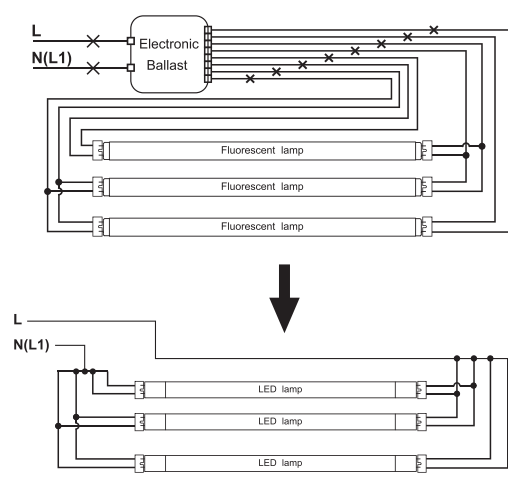 L
N(L1)
Electronic
Ballast
Fluorescent lamp
Fluorescent lamp
Fluorescent lamp
L
N(L1)
LED lamp
LED lamp
LED lamp